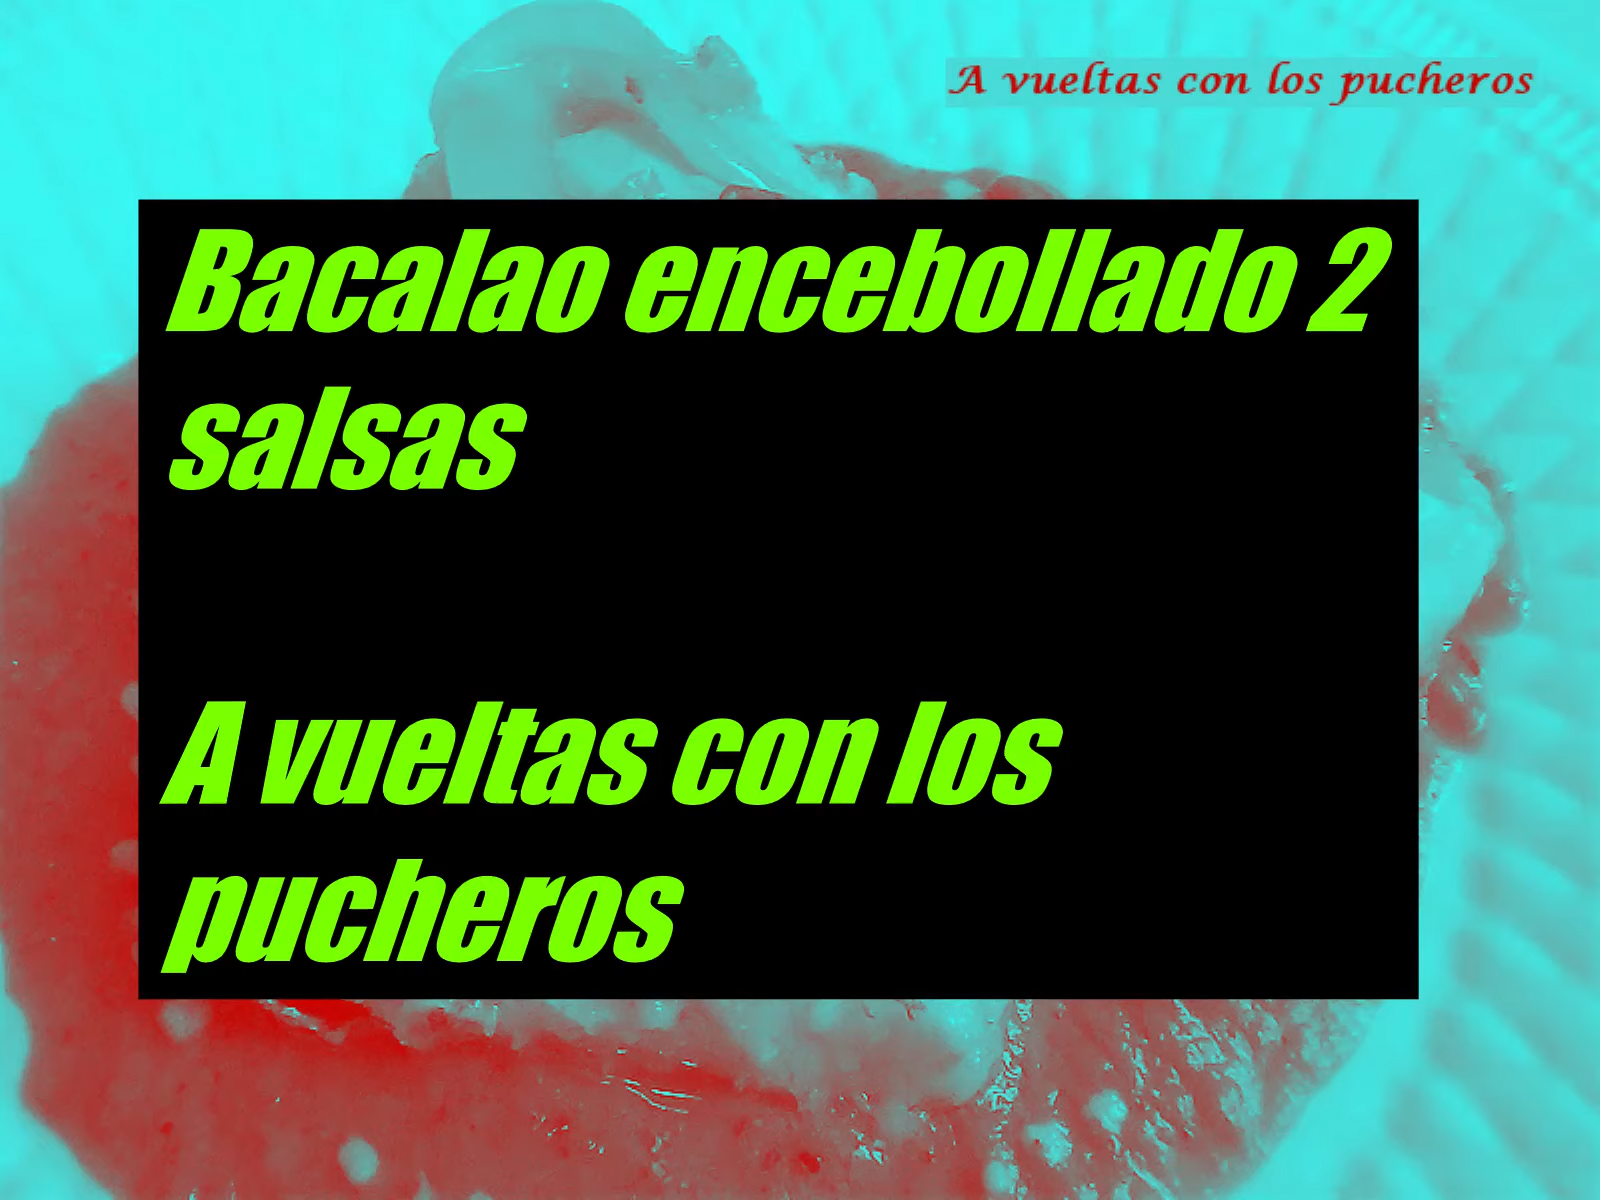 A vueltas con los pucheros
Bacalao encebollado 2
salsas
A vueltas con los
pucheros